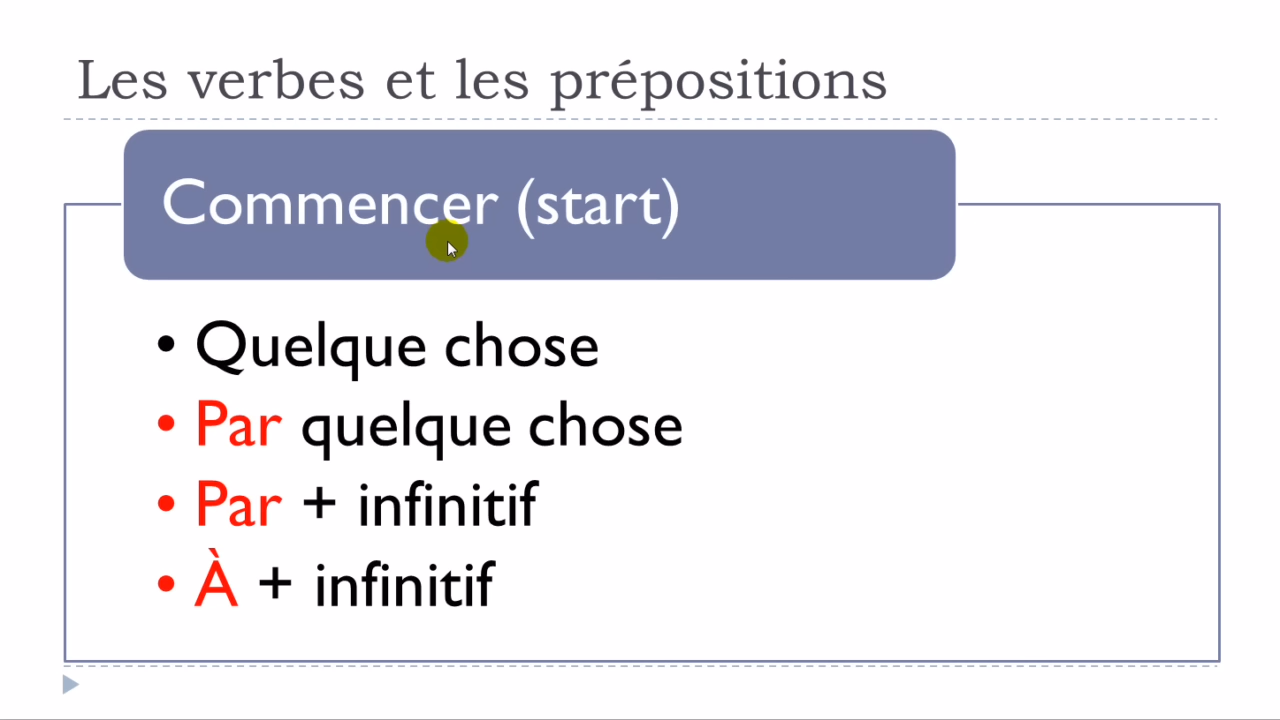 Les verbes et les prépositions
Commencer (start)
• Quelque chose
• Par quelque chose
• Par + infinitif
• À + infinitif